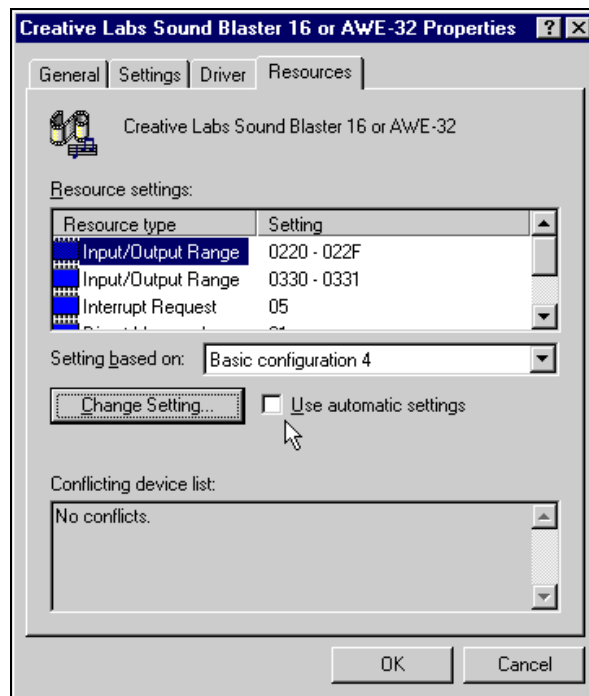 Creative Labs Sound Blaster 16 or AWE-32 Properties
General Settings Driver Resources
Creative Labs Sound Blaster 16 or AWE-32
Resource settings:
Resource type Setting
Input/Output Range 0220 - 022F
Input/Output Range 0330 - 0331
Interrupt Request 05
Setting based on: Basic configuration 4
Change Setting... Use automatic settings
Conflicting device list:
No conflicts.
OK Cancel